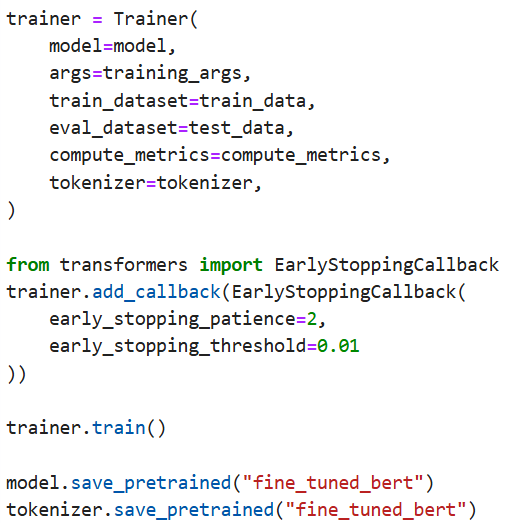 trainer = Trainer(
    model=model,
    args=training_args,
    train_dataset=train_data,
    eval_dataset=test_data,
    compute_metrics=compute_metrics,
    tokenizer=tokenizer,
)

from transformers import EarlyStoppingCallback
trainer.add_callback(EarlyStoppingCallback(
    early_stopping_patience=2,
    early_stopping_threshold=0.01
))

trainer.train()

model.save_pretrained("fine_tuned_bert")
tokenizer.save_pretrained("fine_tuned_bert")